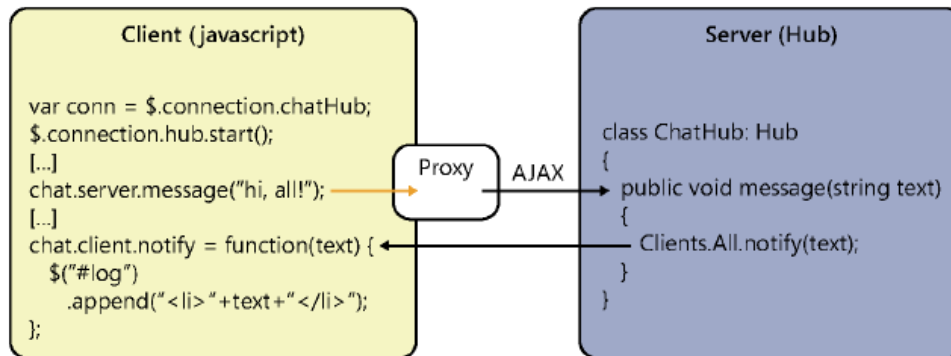 Client (javascript)
var conn = $.connection.chatHub;
$.connection.hub.start();
[...]
chat.server.message("hi, all!");
[...]
chat.client.notify = function(text) {
$("#log")
.append("<li>"+text+"</li>");
};
Proxy
AJAX
Server (Hub)
class ChatHub: Hub
{
public void message(string text)
{
Clients.All.notify(text);
}
}